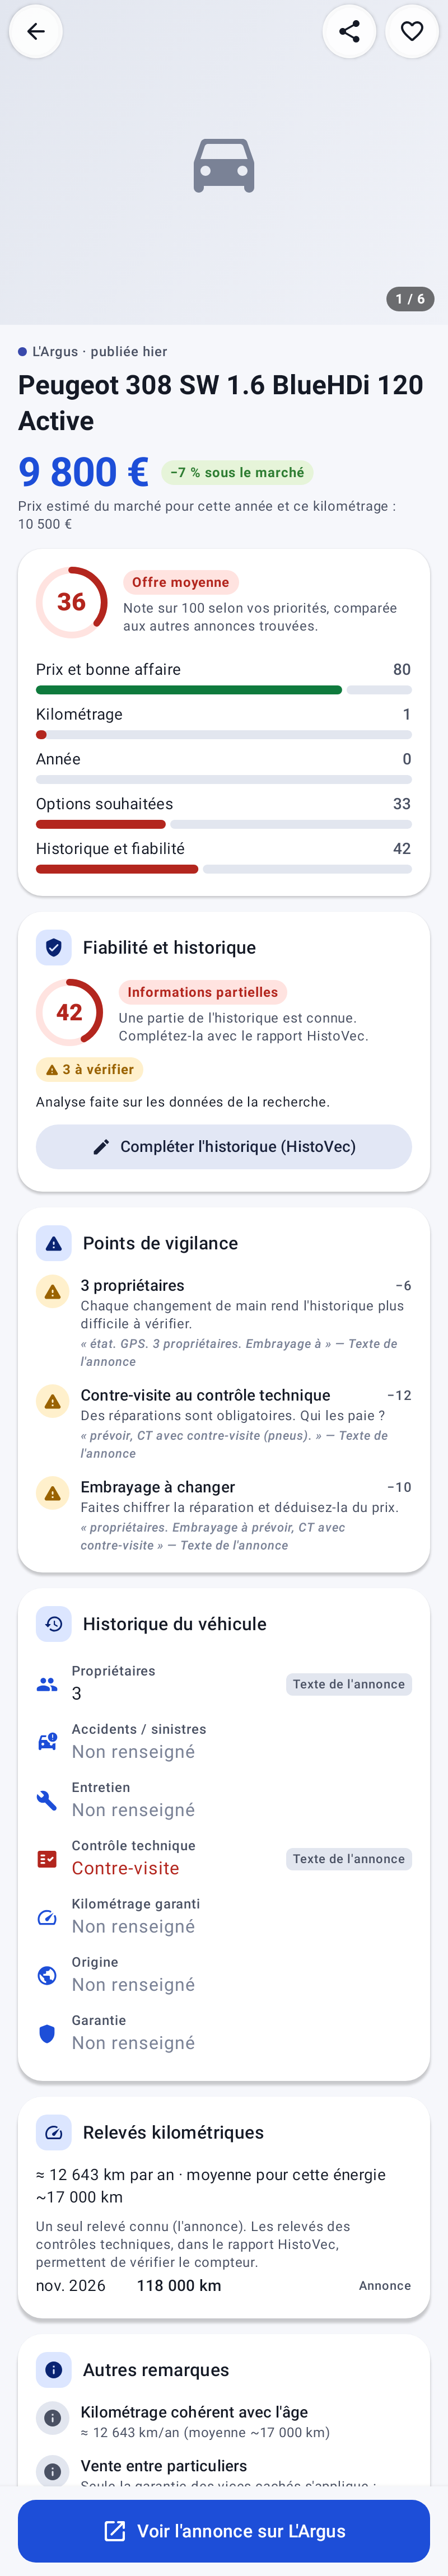 1 / 6
L'Argus · publiée hier
Peugeot 308 SW 1.6 BlueHDi 120
Active
9 800 €
−7 % sous le marché
Prix estimé du marché pour cette année et ce kilométrage :
10 500 €
36
Offre moyenne
Note sur 100 selon vos priorités, comparée
aux autres annonces trouvées.
Prix et bonne affaire 80
Kilométrage 1
Année 0
Options souhaitées 33
Historique et fiabilité 42
Fiabilité et historique
42
Informations partielles
Une partie de l'historique est connue.
Complétez-la avec le rapport HistoVec.
3 à vérifier
Analyse faite sur les données de la recherche.
Compléter l'historique (HistoVec)
Points de vigilance
3 propriétaires −6
Chaque changement de main rend l'historique plus
difficile à vérifier.
« état. GPS. 3 propriétaires. Embrayage à » — Texte de
l'annonce
Contre-visite au contrôle technique −12
Des réparations sont obligatoires. Qui les paie ?
« prévoir, CT avec contre-visite (pneus). » — Texte de
l'annonce
Embrayage à changer −10
Faites chiffrer la réparation et déduisez-la du prix.
« propriétaires. Embrayage à prévoir, CT avec
contre-visite » — Texte de l'annonce
Historique du véhicule
Propriétaires
3
Texte de l'annonce
Accidents / sinistres
Non renseigné
Entretien
Non renseigné
Contrôle technique
Contre-visite
Texte de l'annonce
Kilométrage garanti
Non renseigné
Origine
Non renseigné
Garantie
Non renseigné
Relevés kilométriques
≈ 12 643 km par an · moyenne pour cette énergie
~17 000 km
Un seul relevé connu (l'annonce). Les relevés des
contrôles techniques, dans le rapport HistoVec,
permettent de vérifier le compteur.
nov. 2026 118 000 km Annonce
Autres remarques
Kilométrage cohérent avec l'âge
≈ 12 643 km/an (moyenne ~17 000 km)
Vente entre particuliers
Seule la garantie des vices cachés s'applique :
Voir l'annonce sur L'Argus